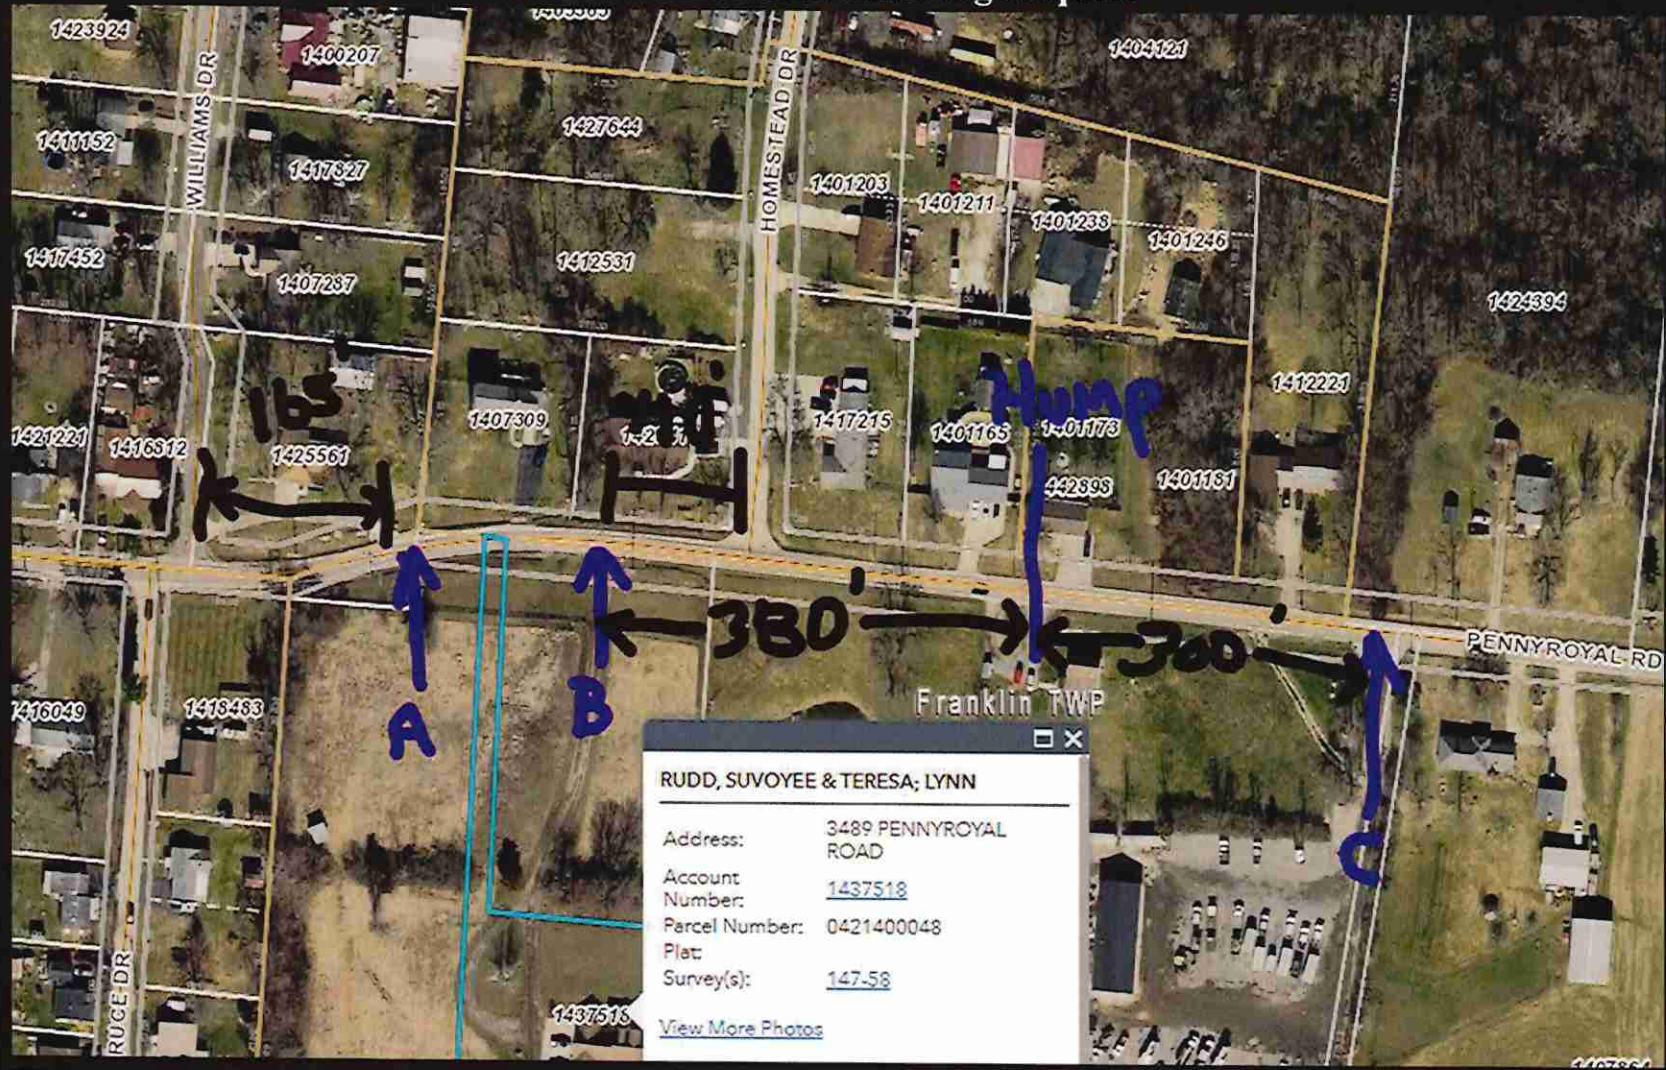 1423924
1400207
1404121
WILLIAMS DR
HOMESTEAD DR
1411152
1417827
1427644
1401203
1401211
1401238
1401246
1417452
1407287
1412531
1424394
165'
1412221
1421221
1416812
1425561
1407309
1417215
1401165
Hump
1401173
442898
1401181
380'
300'
PENNYROYAL RD
A
B
C
1416049
1418483
Franklin TWP
RUDD, SUVOYEE & TERESA; LYNN
Address:
3489 PENNYROYAL
ROAD
Account
Number:
1437518
Parcel Number:
0421400048
Plat:
Survey(s):
147-58
View More Photos
RUCE DR
1437518